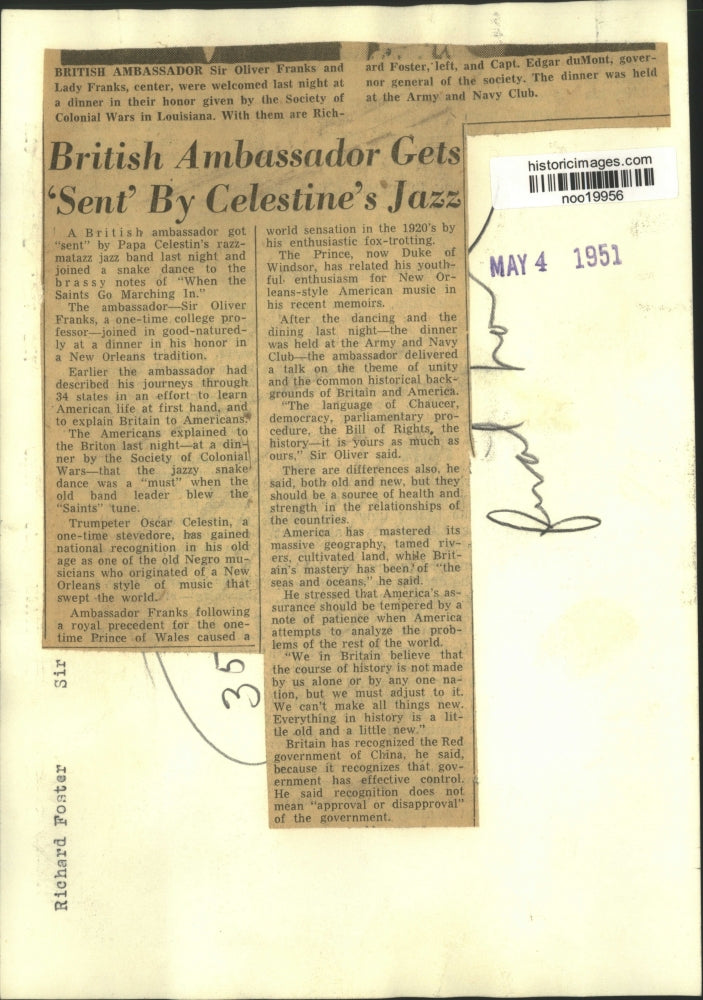 BRITISH AMBASSADOR Sir Oliver Franks and
Lady Franks, center, were welcomed last night at
a dinner in their honor given by the Society of
Colonial Wars in Louisiana. With them are Rich-
ard Foster, left, and Capt. Edgar duMont, gover-
nor general of the society. The dinner was held
at the Army and Navy Club.
British Ambassador Gets
‘Sent’ By Celestine’s Jazz
A British ambassador got
“sent” by Papa Celestin’s razz-
matazz jazz band last night and
joined a snake dance to the
brassy notes of “When the
Saints Go Marching In.”
The ambassador—Sir Oliver
Franks, a one-time college pro-
fessor—joined in good-natured-
ly at a dinner in his honor in
a New Orleans tradition.
Earlier the ambassador had
described his journeys through
34 states in an effort to learn
American life at first hand, and
to explain Britain to Americans.
The Americans explained to
the Briton last night—at a din-
ner by the Society of Colonial
Wars—that the jazzy snake
dance was a “must” when the
old band leader blew the
“Saints” tune.
Trumpeter Oscar Celestin, a
one-time stevedore, has gained
national recognition in his old
age as one of the old Negro mu-
sicians who originated of a New
Orleans style of music that
swept the world.
Ambassador Franks following
a royal precedent for the one-
time Prince of Wales caused a
world sensation in the 1920’s by
his enthusiastic fox-trotting.
The Prince, now Duke of
Windsor, has related his youth-
ful enthusiasm for New Or-
leans-style American music in
his recent memoirs.
After the dancing and the
dining last night—the dinner
was held at the Army and Navy
Club—the ambassador delivered
a talk on the theme of unity
and the common historical back-
grounds of Britain and America.
“The language of Chaucer,
democracy, parliamentary pro-
cedure, the Bill of Rights, the
history—it is yours as much as
ours,” Sir Oliver said.
There are differences also, he
said, both old and new, but they
should be a source of health and
strength in the relationships of
the countries.
America has mastered its
massive geography, tamed riv-
ers, cultivated land, while Brit-
ain’s mastery has been of “the
seas and oceans,” he said.
He stressed that America’s as-
surance should be tempered by a
note of patience when America
attempts to analyze the prob-
lems of the rest of the world.
“We in Britain believe that
the course of history is not made
by us alone or by any one na-
tion, but we must adjust to it.
We can’t make all things new.
Everything in history is a lit-
tle old and a little new.”
Britain has recognized the Red
government of China, he said,
because it recognizes that gov-
ernment has effective control.
He said recognition does not
mean “approval or disapproval”
of the government.
historicimages.com
noo19956
MAY 4 1951
Richard Foster Sir